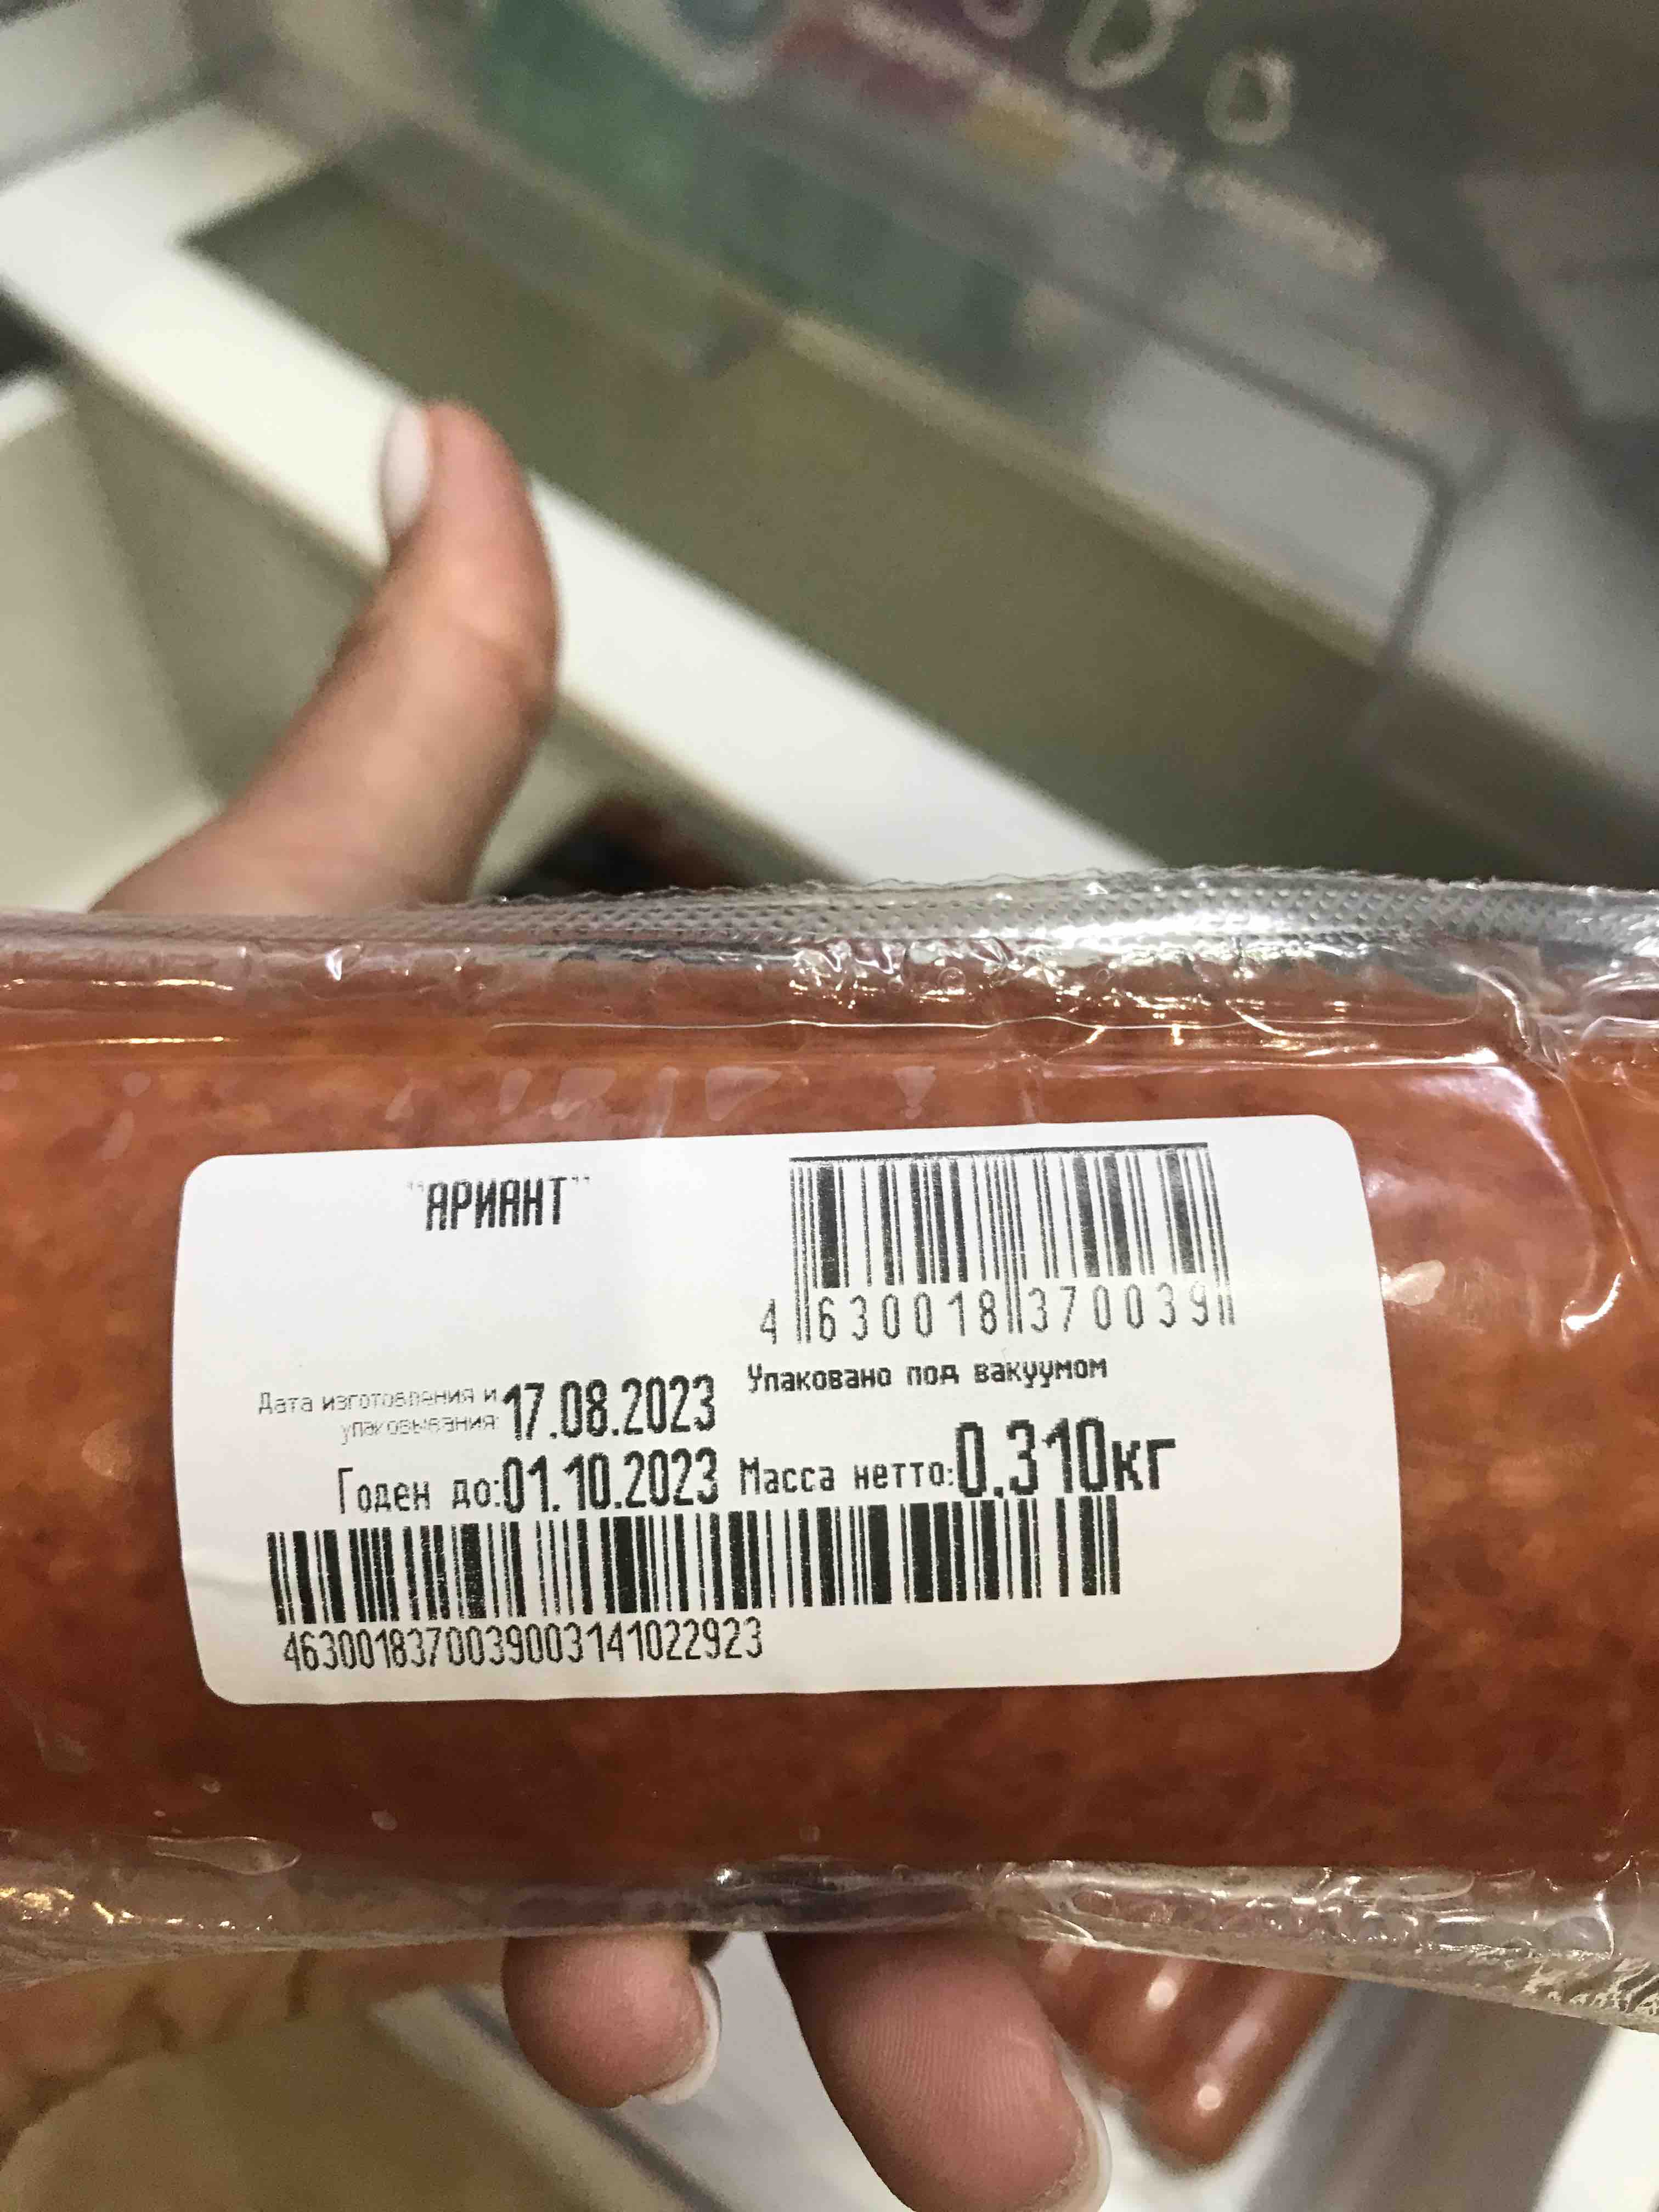 "АРИАНТ"
4 630018 370039
Упаковано под вакуумом
Дата изготовления и
упаковывания: 17.08.2023
Годен до: 01.10.2023 Масса нетто: 0.310кг
4630018370039003141022923